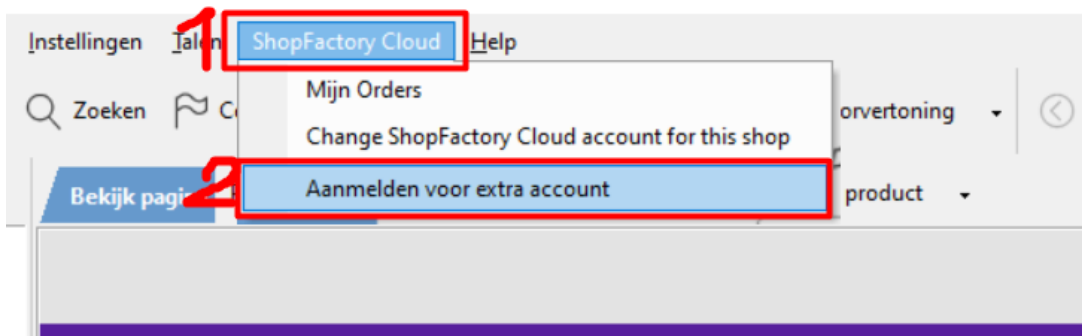 1
Instellingen ShopFactory Cloud Help
Mijn Orders
Zoeken orvertoning
Change ShopFactory Cloud account for this shop
2
Aanmelden voor extra account
Bekijk product